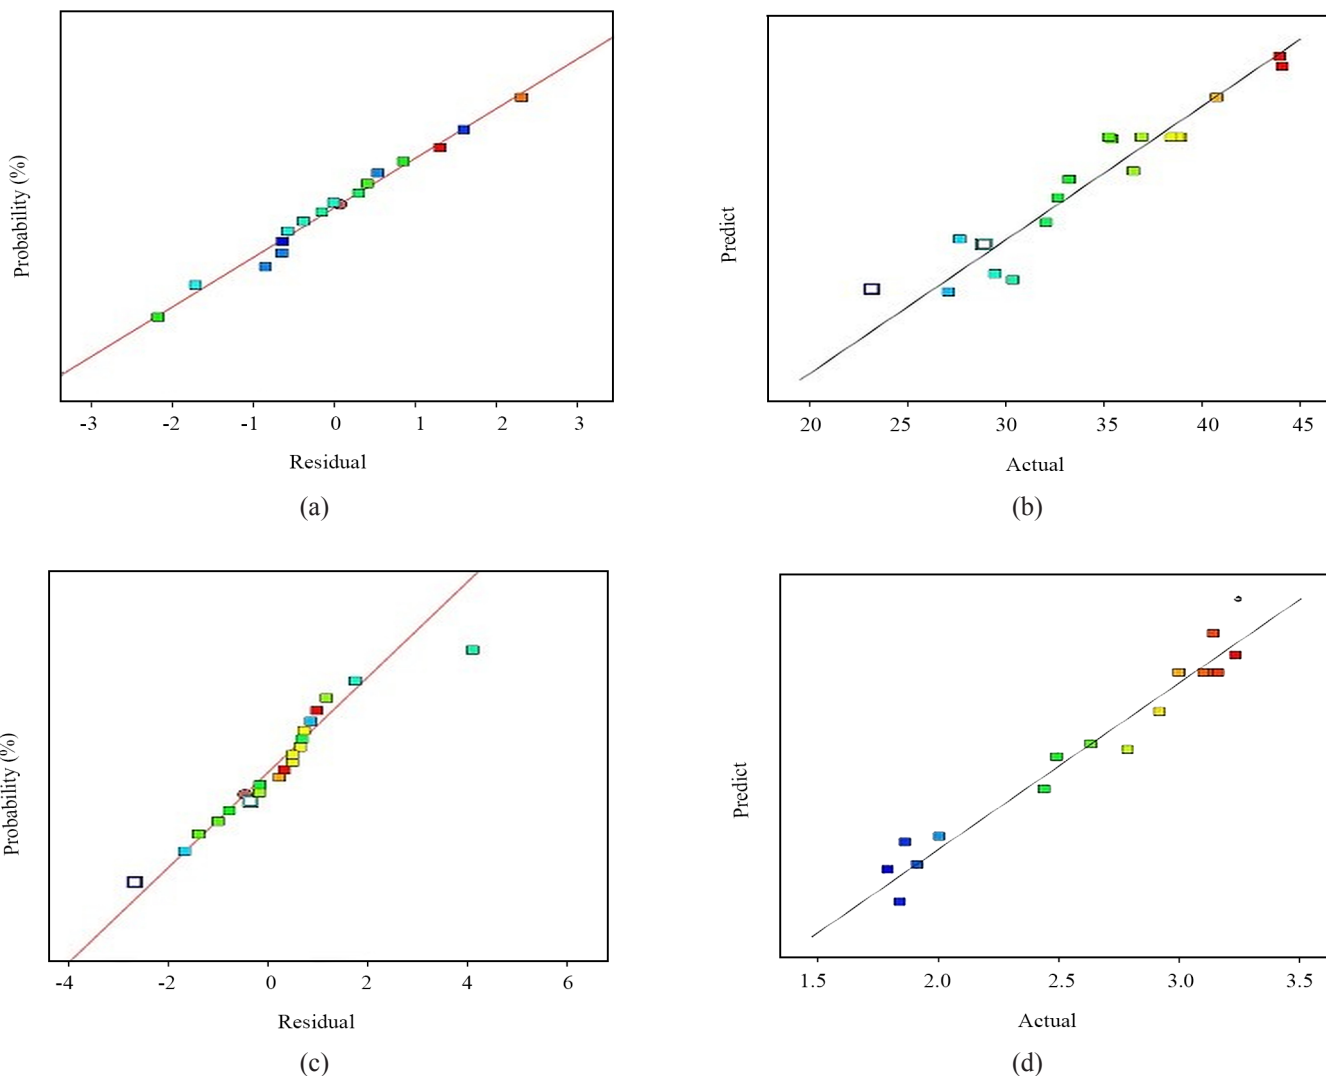 Probability (%)
-3 -2 -1 0 1 2 3
Residual
(a)
Predict
20 25 30 35 40 45
Actual
(b)
Probability (%)
-4 -2 0 2 4 6
Residual
(c)
Predict
1.5 2.0 2.5 3.0 3.5
Actual
(d)